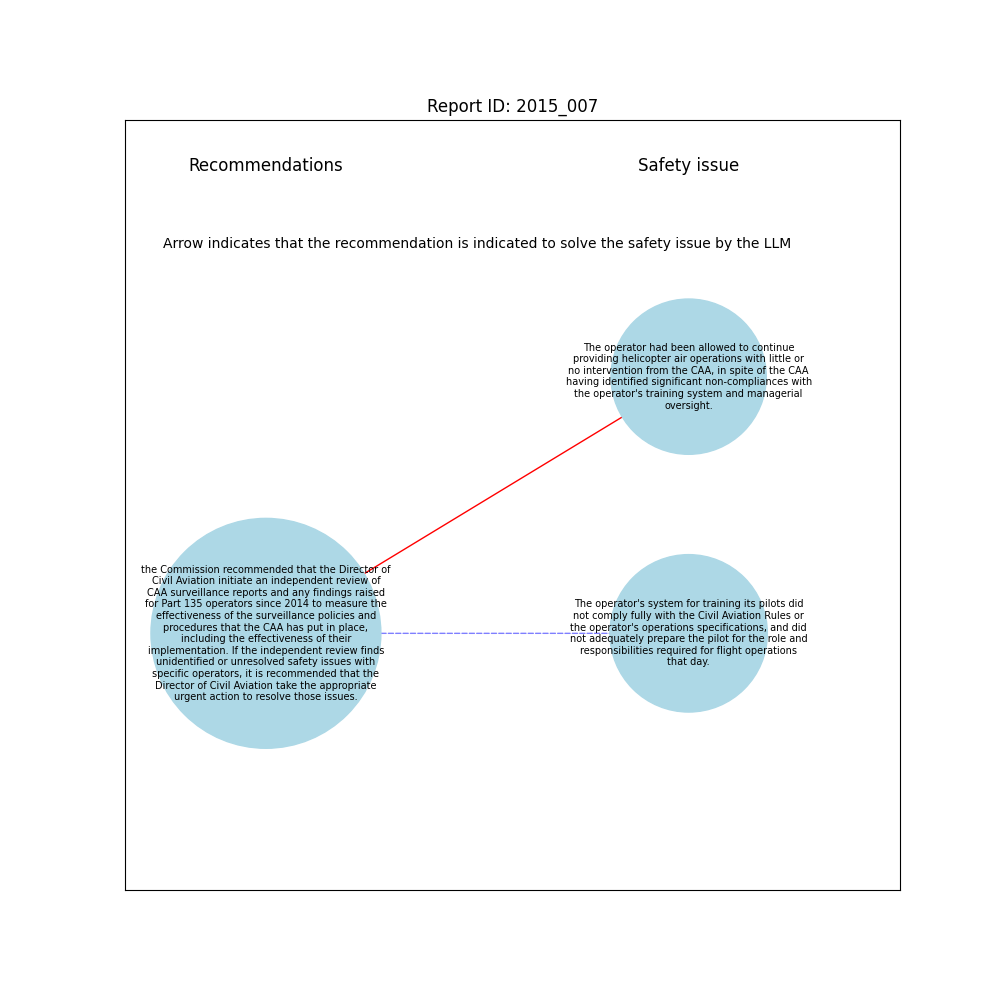 Report ID: 2015_007
Recommendations
Safety issue
Arrow indicates that the recommendation is indicated to solve the safety issue by the LLM
The operator had been allowed to continue
providing helicopter air operations with little or
no intervention from the CAA, in spite of the CAA
having identified significant non-compliances with
the operator's training system and managerial
oversight.
the Commission recommended that the Director of
Civil Aviation initiate an independent review of
CAA surveillance reports and any findings raised
for Part 135 operators since 2014 to measure the
effectiveness of the surveillance policies and
procedures that the CAA has put in place,
including the effectiveness of their
implementation. If the independent review finds
unidentified or unresolved safety issues with
specific operators, it is recommended that the
Director of Civil Aviation take the appropriate
urgent action to resolve those issues.
The operator's system for training its pilots did
not comply fully with the Civil Aviation Rules or
the operator's operations specifications, and did
not adequately prepare the pilot for the role and
responsibilities required for flight operations
that day.